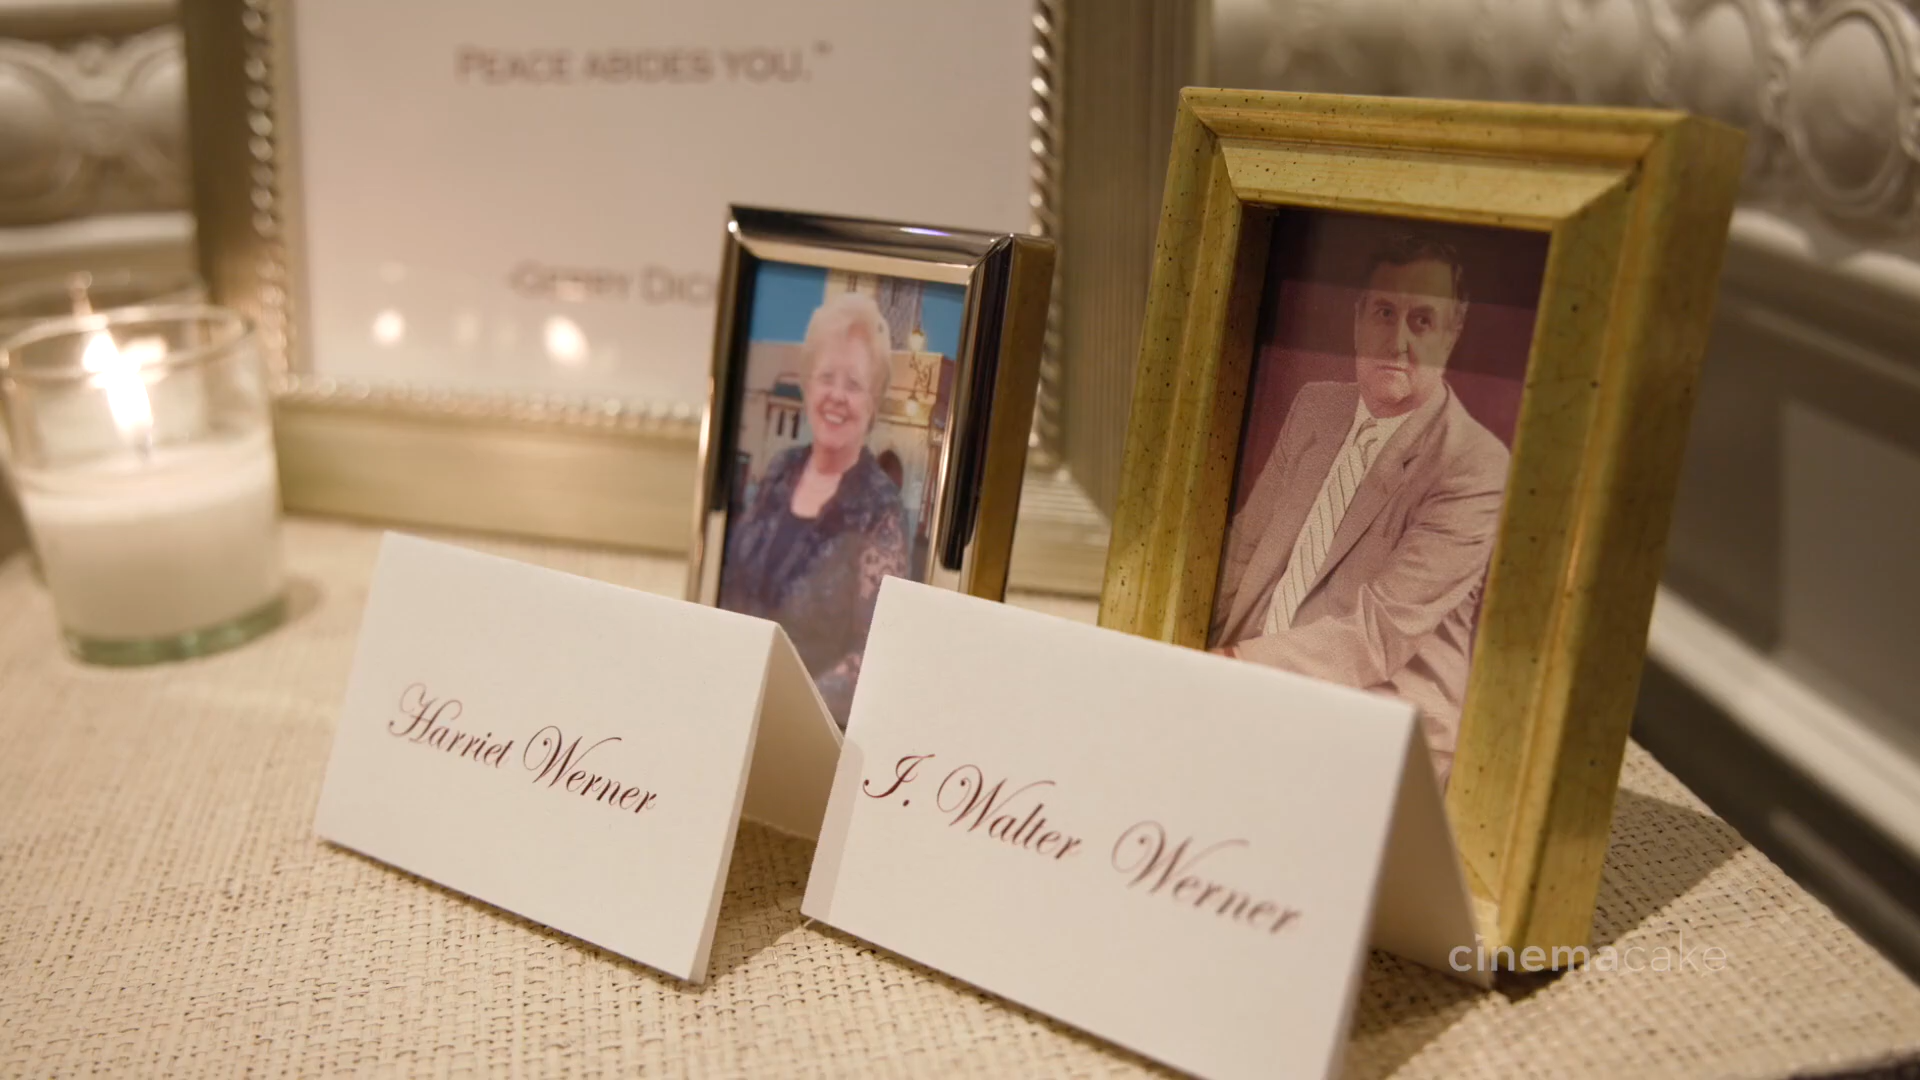 PEACE ABIDES YOU."
Harriet Werner
J. Walter Werner
cinemacake